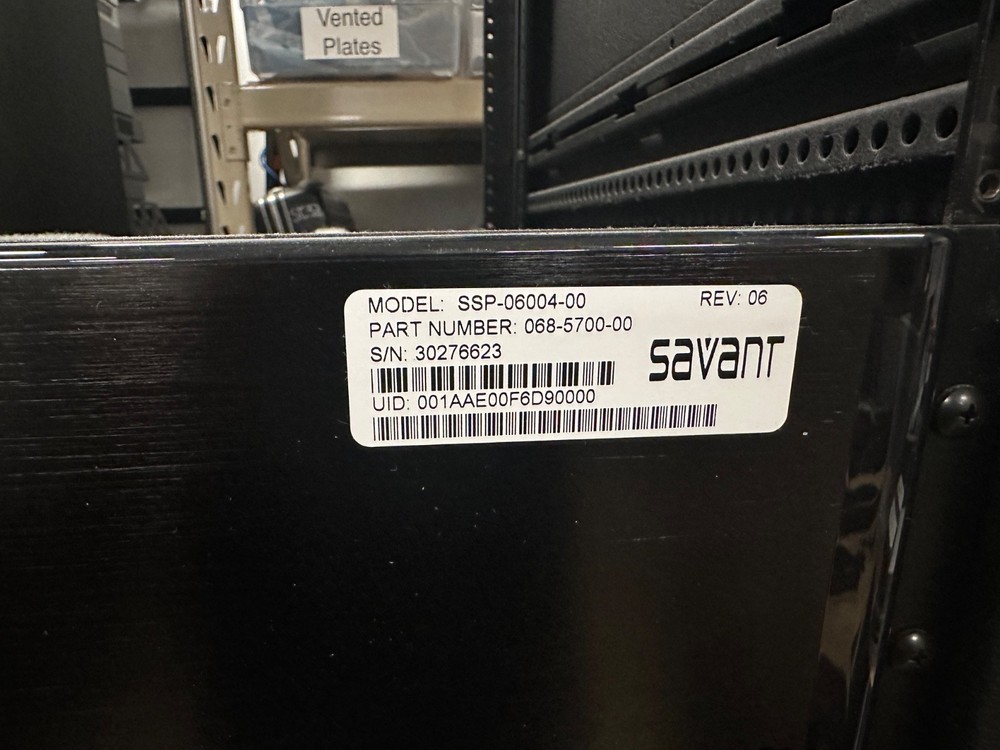 Vented
Plates
MODEL: SSP-06004-00
REV: 06
PART NUMBER: 068-5700-00
S/N: 30276623
savant
UID: 001AAE00F6D90000